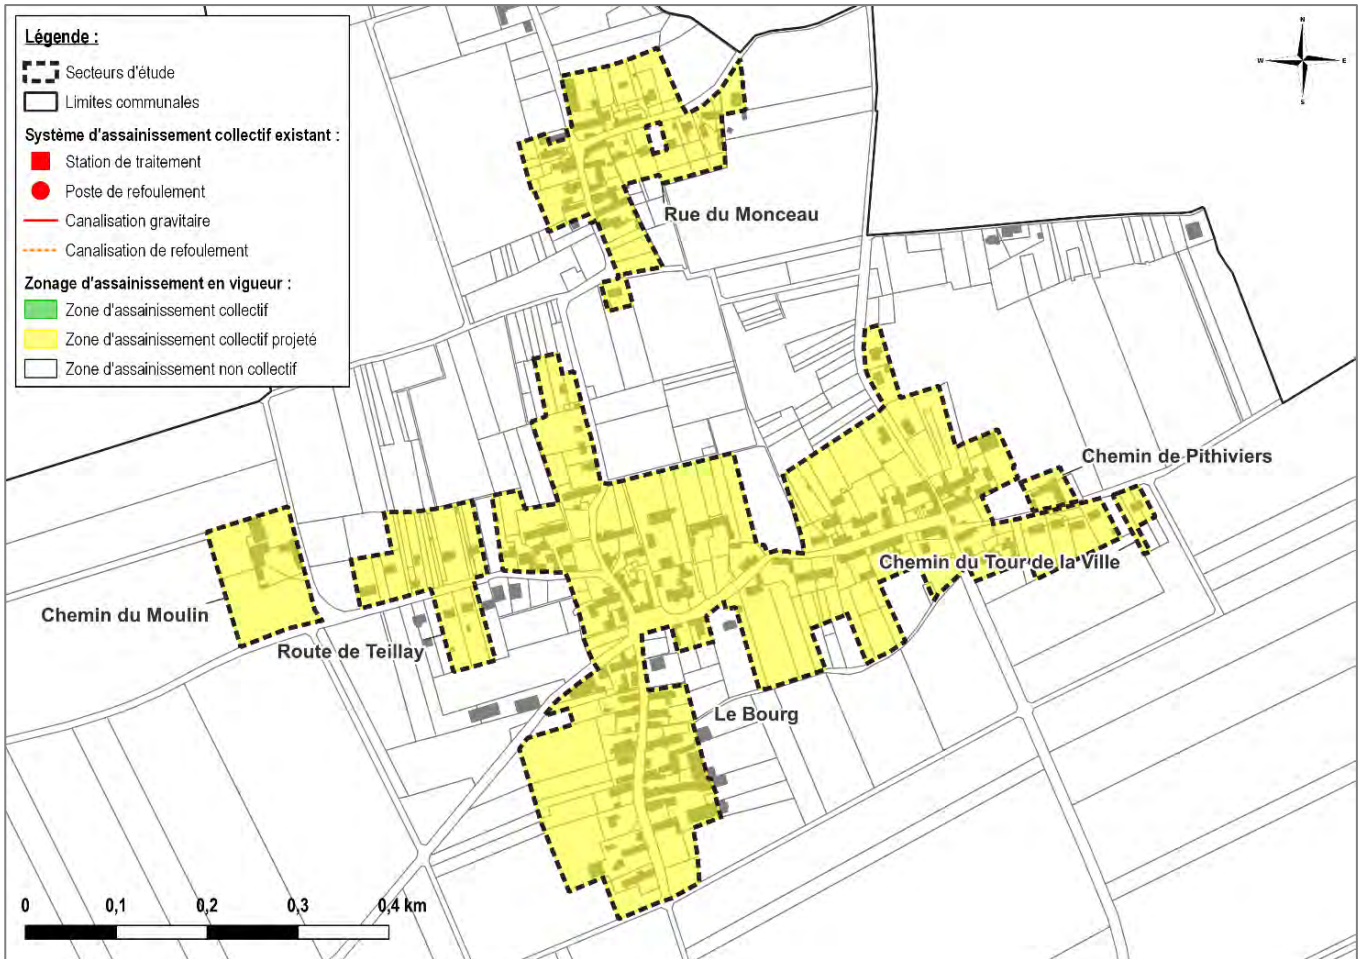 Légende :
Secteurs d'étude
Limites communales
Système d'assainissement collectif existant :
Station de traitement
Poste de refoulement
Canalisation gravitaire
Canalisation de refoulement
Zonage d'assainissement en vigueur :
Zone d'assainissement collectif
Zone d'assainissement collectif projeté
Zone d'assainissement non collectif
N
W
E
S
Rue du Monceau
Chemin de Pithiviers
Chemin du Tour de la Ville
Chemin du Moulin
Route de Teillay
Le Bourg
0 0,1 0,2 0,3 0,4 km